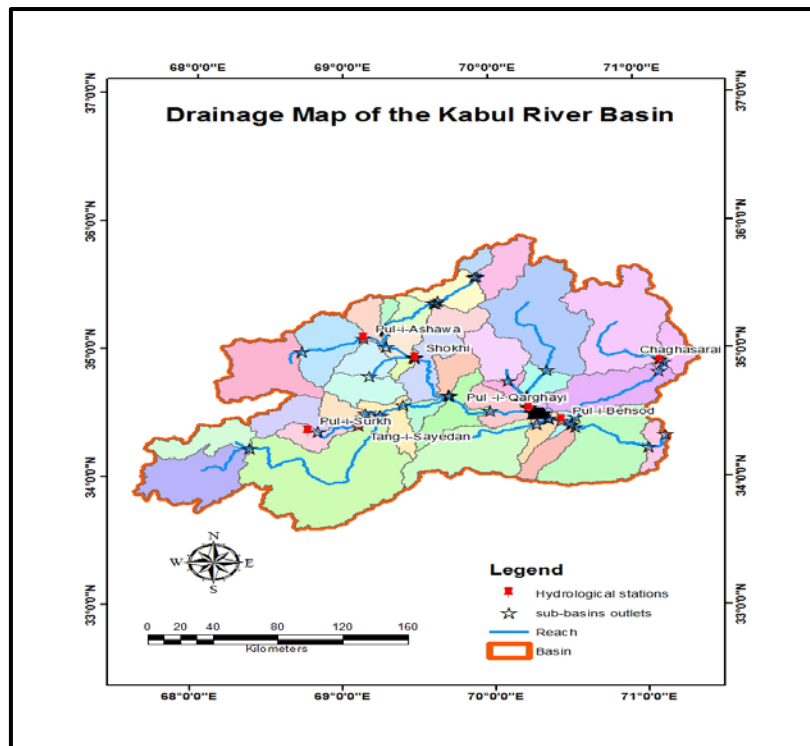 68°0'0"E 69°0'0"E 70°0'0"E 71°0'0"E
37°0'0"N 37°0'0"N
Drainage Map of the Kabul River Basin
36°0'0"N 36°0'0"N
Pul-i-Ashawa
35°0'0"N Shokhi Chaghasarai 35°0'0"N
Pul -i- Qarghayi
Pul-i-Surkh Pul-i-Behsod
Tang-i-Sayedan
34°0'0"N 34°0'0"N
N
W E
S
Legend
Hydrological stations
sub-basins outlets
Reach
Basin
33°0'0"N 33°0'0"N
0 20 40 80 120 160
Kilometers
68°0'0"E 69°0'0"E 70°0'0"E 71°0'0"E